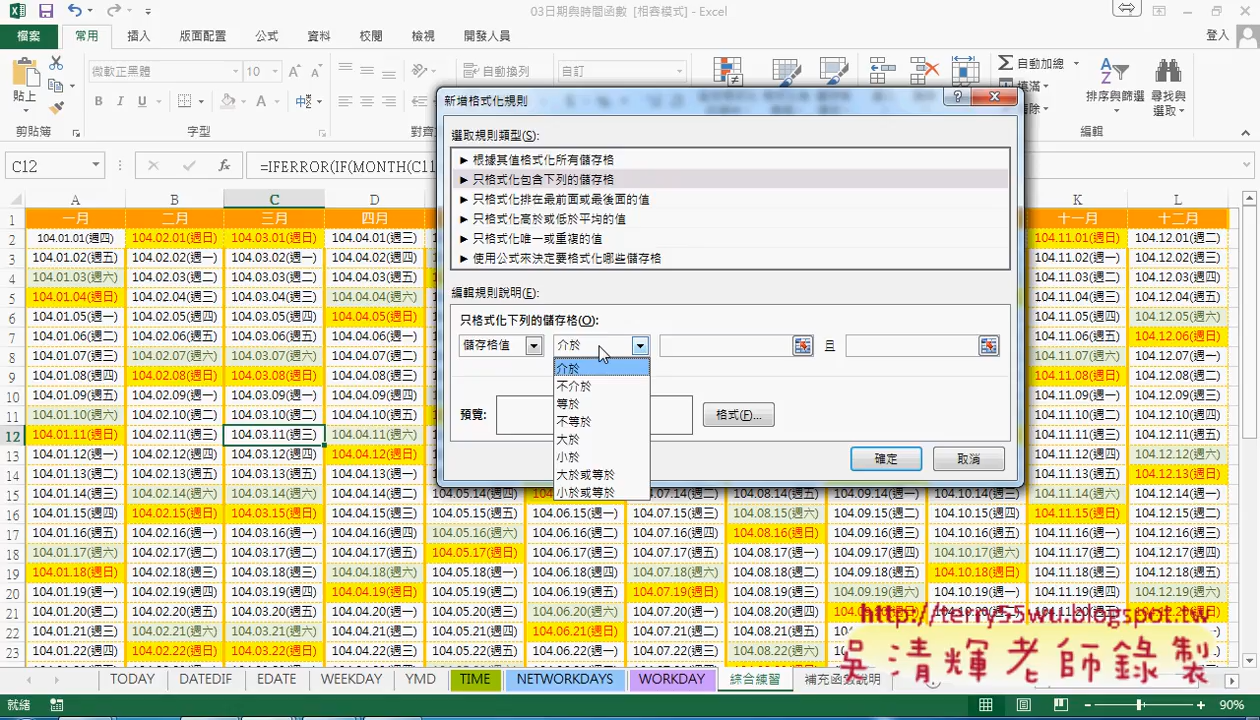 03日期與時間函數 [相容模式] - Excel
檔案 常用 插入 版面配置 公式 資料 校閱 檢視 開發人員 登入
微軟正黑體 10 自動換列 自訂 自動加總
貼上 填滿 排序與篩選 尋找與選取
剪貼簿 字型 編輯
C12 =IFERROR(IF(MONTH(C11
新增格式化規則
選取規則類型(S):
► 根據其值格式化所有儲存格
► 只格式化包含下列的儲存格
► 只格式化排在最前面或最後面的值
► 只格式化高於或低於平均的值
► 只格式化唯一或重複的值
► 使用公式來決定要格式化哪些儲存格
編輯規則說明(E):
只格式化下列的儲存格(O):
儲存格值 介於 且
介於
不介於
等於
不等於
大於
小於
大於或等於
小於或等於
預覽: 格式(F)...
確定 取消
A B C D K L
1 一月 二月 三月 四月 十一月 十二月
2 104.01.01(週四) 104.02.01(週日) 104.03.01(週日) 104.04.01(週三) 104.11.01(週日) 104.12.01(週二)
3 104.01.02(週五) 104.02.02(週一) 104.03.02(週一) 104.04.02(週四) 104.11.02(週一) 104.12.02(週三)
4 104.01.03(週六) 104.02.03(週二) 104.03.03(週二) 104.04.03(週五) 104.11.03(週二) 104.12.03(週四)
5 104.01.04(週日) 104.02.04(週三) 104.03.04(週三) 104.04.04(週六) 104.11.04(週三) 104.12.04(週五)
6 104.01.05(週一) 104.02.05(週四) 104.03.05(週四) 104.04.05(週日) 104.11.05(週四) 104.12.05(週六)
7 104.01.06(週二) 104.02.06(週五) 104.03.06(週五) 104.04.06(週一) 104.11.06(週五) 104.12.06(週日)
8 104.01.07(週三) 104.02.07(週六) 104.03.07(週六) 104.04.07(週二) 104.11.07(週六) 104.12.07(週一)
9 104.01.08(週四) 104.02.08(週日) 104.03.08(週日) 104.04.08(週三) 104.11.08(週日) 104.12.08(週二)
10 104.01.09(週五) 104.02.09(週一) 104.03.09(週一) 104.04.09(週四) 104.11.09(週一) 104.12.09(週三)
11 104.01.10(週六) 104.02.10(週二) 104.03.10(週二) 104.04.10(週五) 104.11.10(週二) 104.12.10(週四)
12 104.01.11(週日) 104.02.11(週三) 104.03.11(週三) 104.04.11(週六) 104.11.11(週三) 104.12.11(週五)
13 104.01.12(週一) 104.02.12(週四) 104.03.12(週四) 104.04.12(週日) 104.11.12(週四) 104.12.12(週六)
14 104.01.13(週二) 104.02.13(週五) 104.03.13(週五) 104.04.13(週一) 104.11.13(週五) 104.12.13(週日)
15 104.01.14(週三) 104.02.14(週六) 104.03.14(週六) 104.04.14(週二) 104.05.14(週四) 104.08.14(週五) 104.09.14(週一) 104.10.14(週三) 104.11.14(週六) 104.12.14(週一)
16 104.01.15(週四) 104.02.15(週日) 104.03.15(週日) 104.04.15(週三) 104.05.15(週五) 104.06.15(週一) 104.07.15(週三) 104.08.15(週六) 104.09.15(週二) 104.10.15(週四) 104.11.15(週日) 104.12.15(週二)
17 104.01.16(週五) 104.02.16(週一) 104.03.16(週一) 104.04.16(週四) 104.05.16(週六) 104.06.16(週二) 104.07.16(週四) 104.08.16(週日) 104.09.16(週三) 104.10.16(週五) 104.11.16(週一) 104.12.16(週三)
18 104.01.17(週六) 104.02.17(週二) 104.03.17(週二) 104.04.17(週五) 104.05.17(週日) 104.06.17(週三) 104.07.17(週五) 104.08.17(週一) 104.09.17(週四) 104.10.17(週六) 104.11.17(週二) 104.12.17(週四)
19 104.01.18(週日) 104.02.18(週三) 104.03.18(週三) 104.04.18(週六) 104.05.18(週一) 104.06.18(週四) 104.07.18(週六) 104.08.18(週二) 104.09.18(週五) 104.10.18(週日) 104.11.18(週三) 104.12.18(週五)
20 104.01.19(週一) 104.02.19(週四) 104.03.19(週四) 104.04.19(週日) 104.05.19(週二) 104.06.19(週五) 104.07.19(週日) 104.08.19(週三) 104.09.19(週六) 104.10.19(週一) 104.11.19(週四) 104.12.19(週六)
21 104.01.20(週二) 104.02.20(週五) 104.03.20(週五) 104.04.20(週一) 104.05.20(週三) 104.06.20(週六) 104.07.20(週一) 104.08.20(週四)
22 104.01.21(週三) 104.02.21(週六) 104.03.21(週六) 104.04.21(週二) 104.05.21(週四) 104.06.21(週日) 104.07.21(週二) 104.08.21(週五)
23 104.01.22(週四) 104.02.22(週日) 104.03.22(週日) 104.04.22(週三) 104.05.22(週五) 104.06.22(週一) 104.07.22(週三)
http://terry55wu.blogspot.tw
吳清輝老師錄製
TODAY DATEDIF EDATE WEEKDAY YMD TIME NETWORKDAYS WORKDAY 綜合練習 補充函數說明
就緒 90%